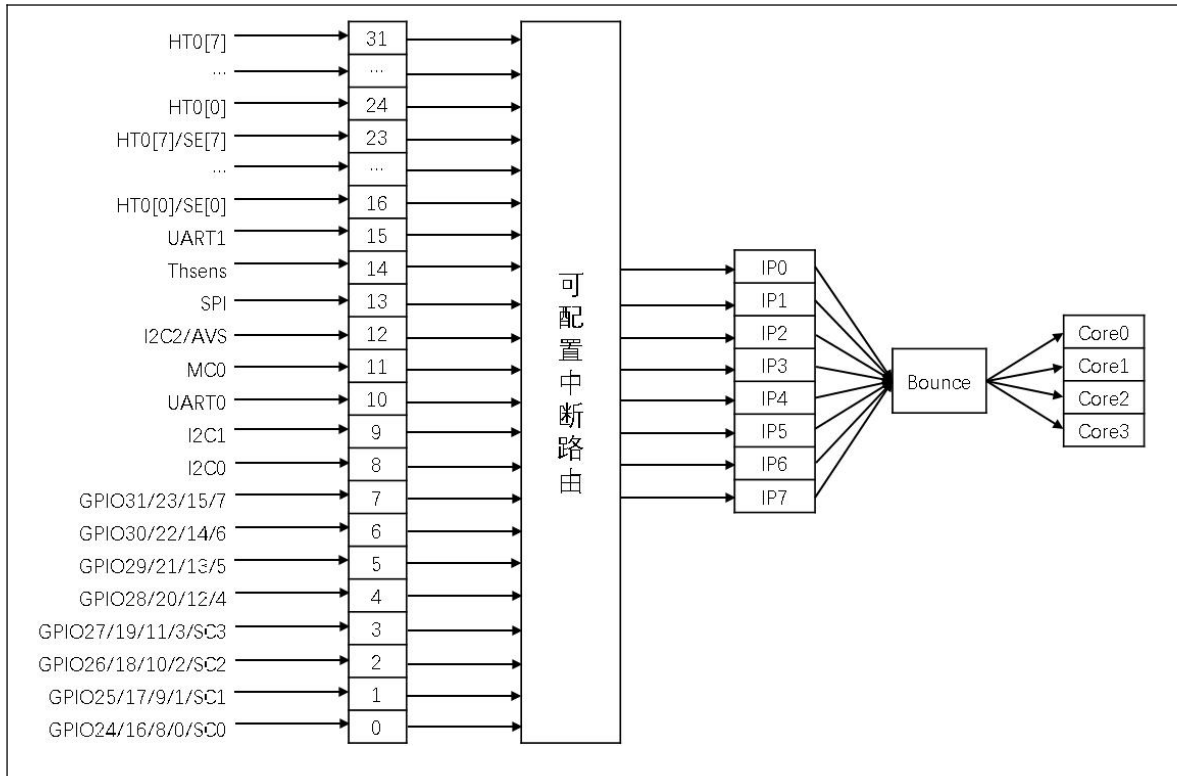 HT0[7] 31
... ...
HT0[0] 24
HT0[7]/SE[7] 23
... ...
HT0[0]/SE[0] 16
UART1 15
Thsens 14
SPI 13
I2C2/AVS 12
MC0 11
UART0 10
I2C1 9
I2C0 8
GPIO31/23/15/7 7
GPIO30/22/14/6 6
GPIO29/21/13/5 5
GPIO28/20/12/4 4
GPIO27/19/11/3/SC3 3
GPIO26/18/10/2/SC2 2
GPIO25/17/9/1/SC1 1
GPIO24/16/8/0/SC0 0
可配置中断路由
IP0
IP1
IP2
IP3
IP4
IP5
IP6
IP7
Bounce
Core0
Core1
Core2
Core3